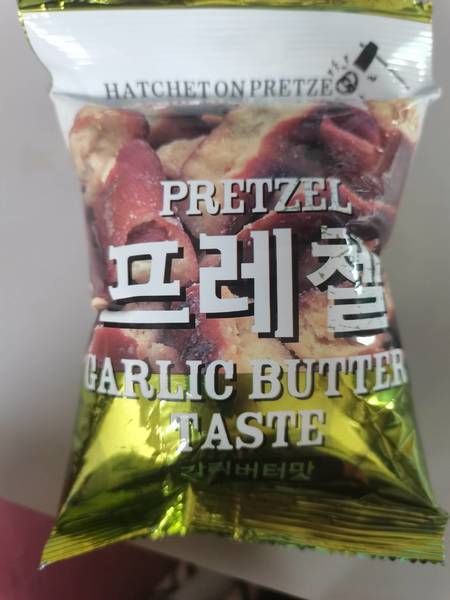 HATCHET ON PRETZE
PRETZEL
프레첼
GARLIC BUTTER
TASTE
갈릭버터맛